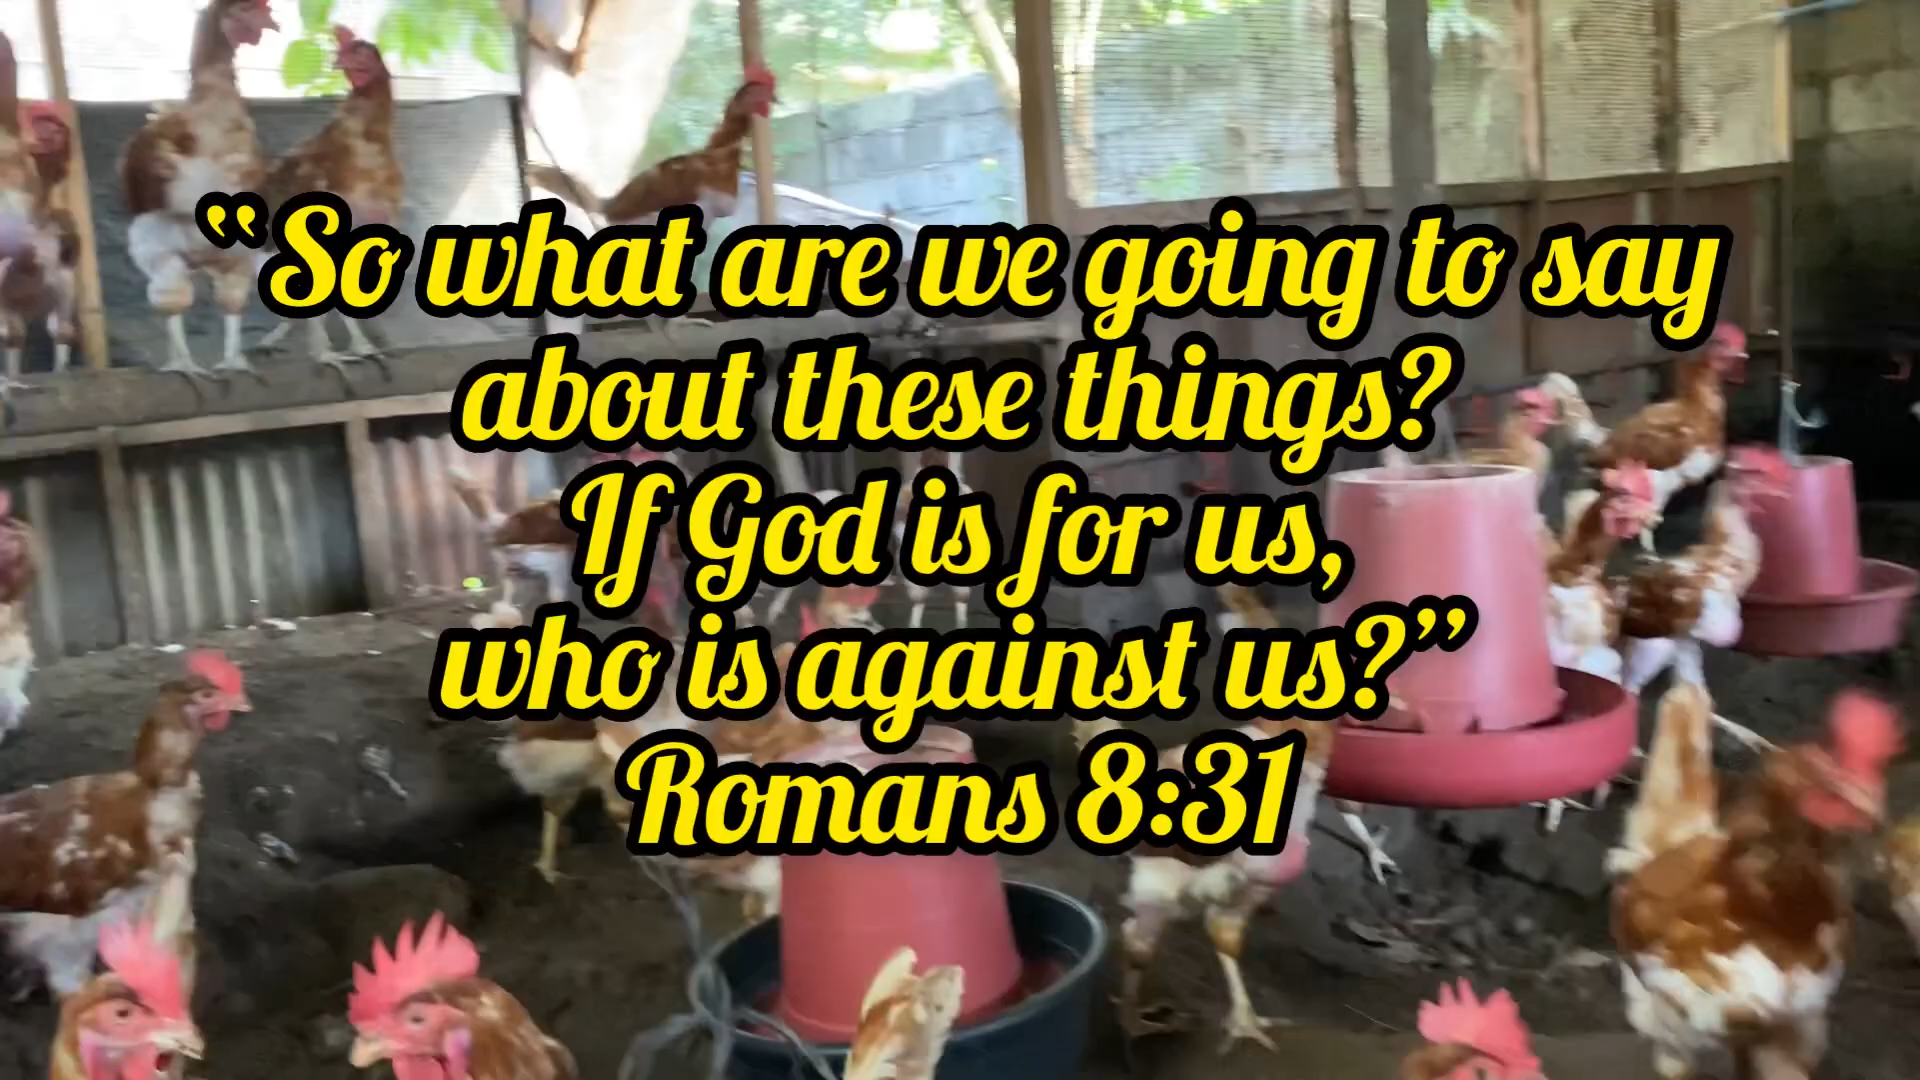 “So what are we going to say
about these things?
If God is for us,
who is against us?”
Romans 8:31